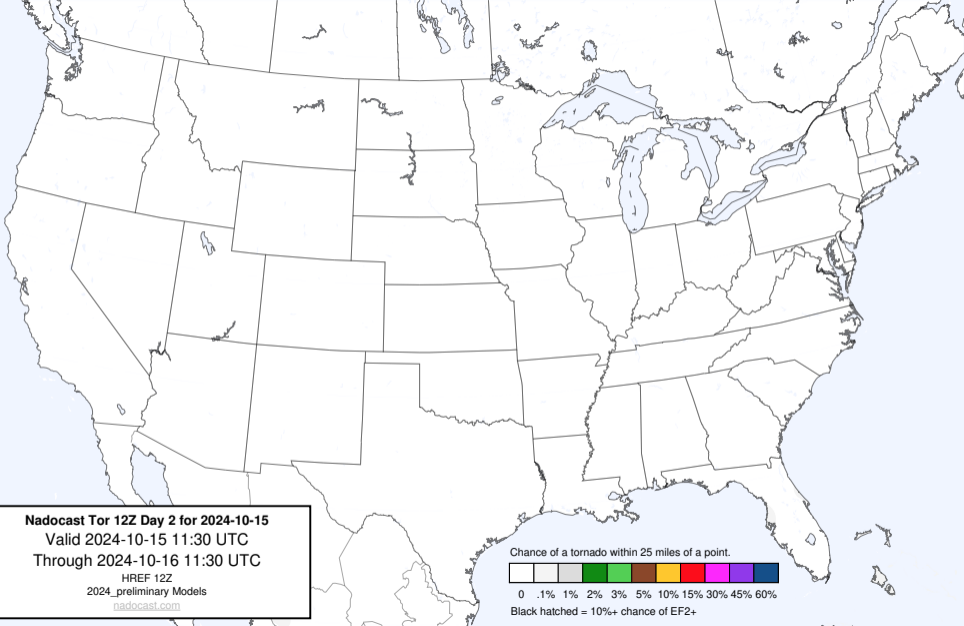 Nadocast Tor 12Z Day 2 for 2024-10-15
Valid 2024-10-15 11:30 UTC
Through 2024-10-16 11:30 UTC
HREF 12Z
2024_preliminary Models
nadocast.com
Chance of a tornado within 25 miles of a point.
0 .1% 1% 2% 3% 5% 10% 15% 30% 45% 60%
Black hatched = 10%+ chance of EF2+